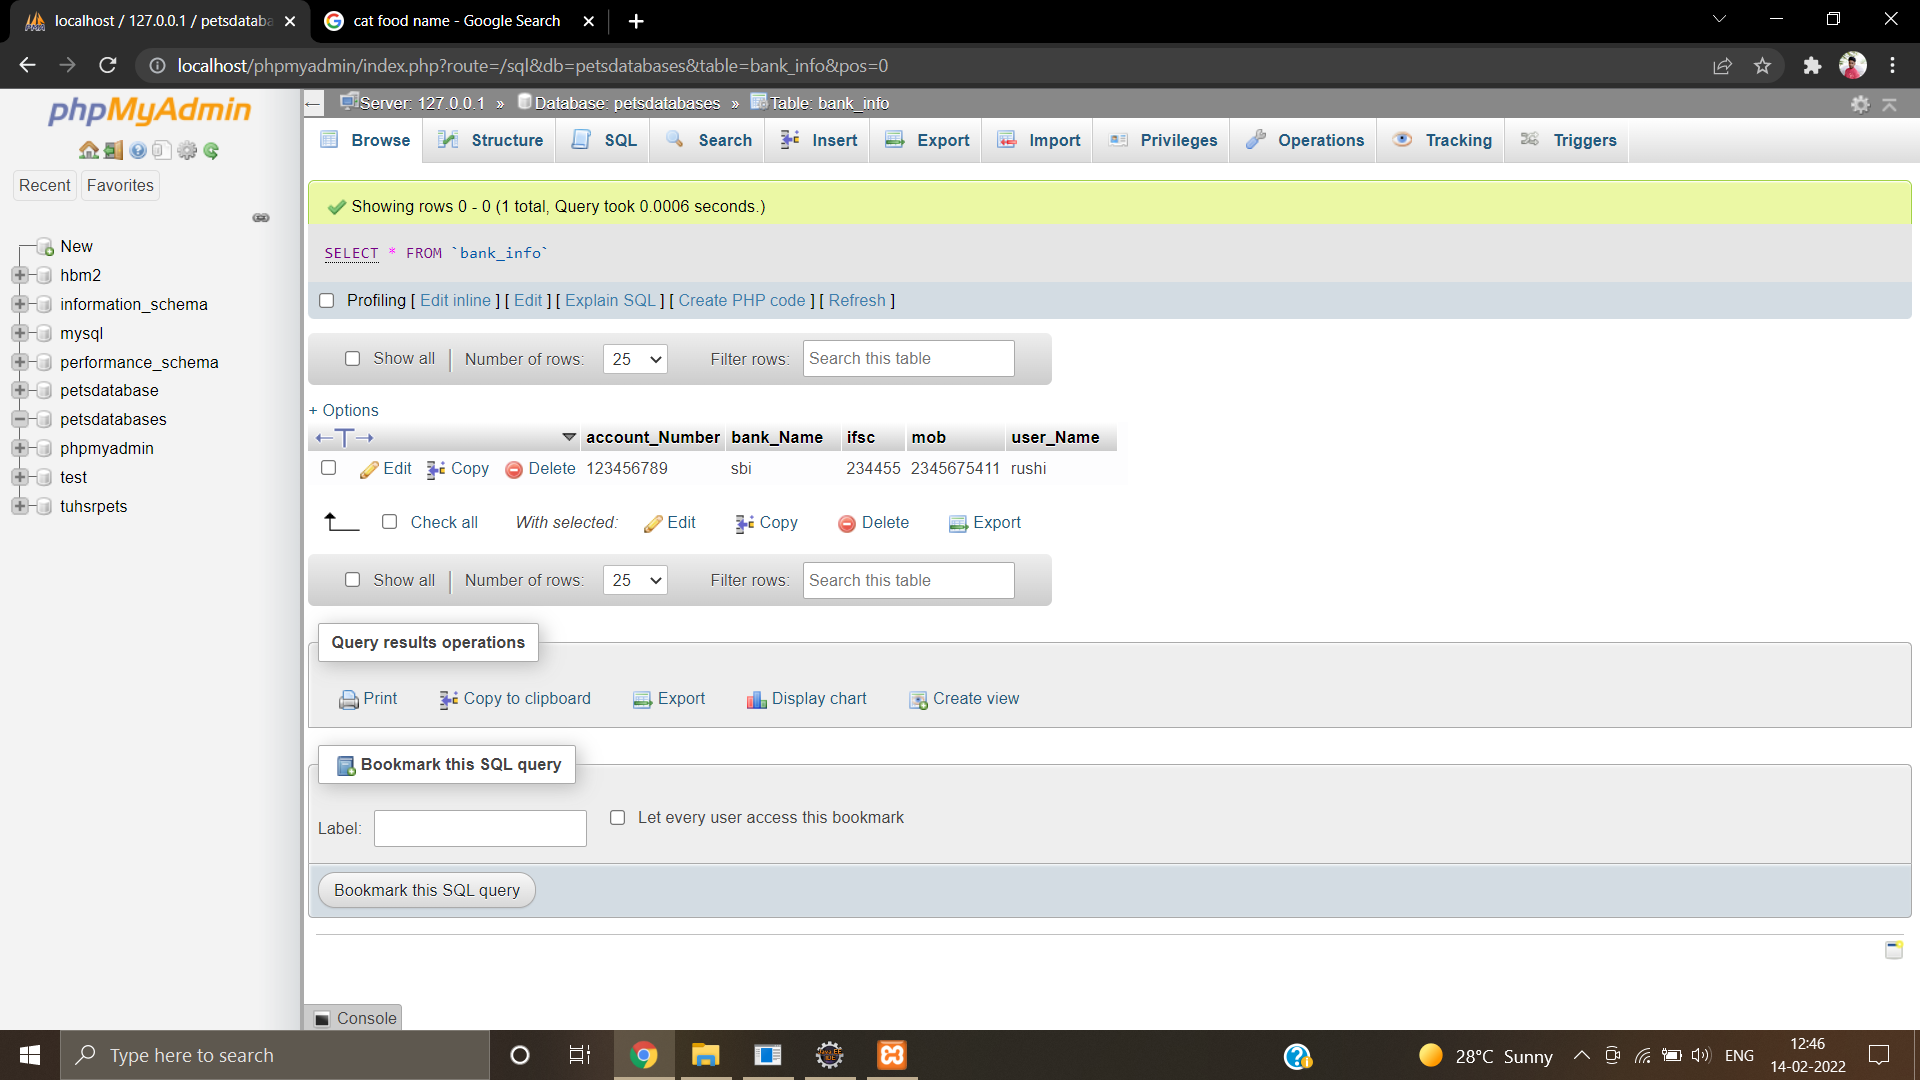 localhost / 127.0.0.1 / petsdataba
cat food name - Google Search
localhost/phpmyadmin/index.php?route=/sql&db=petsdatabases&table=bank_info&pos=0
phpMyAdmin
Recent
Favorites
New
hbm2
information_schema
mysql
performance_schema
petsdatabase
petsdatabases
phpmyadmin
test
tuhsrpets
Server: 127.0.0.1 » Database: petsdatabases » Table: bank_info
Browse Structure SQL Search Insert Export Import Privileges Operations Tracking Triggers
Showing rows 0 - 0 (1 total, Query took 0.0006 seconds.)
SELECT * FROM `bank_info`
Profiling [ Edit inline ] [ Edit ] [ Explain SQL ] [ Create PHP code ] [ Refresh ]
Show all Number of rows: 25 Filter rows: Search this table
+ Options
account_Number bank_Name ifsc mob user_Name
Edit Copy Delete 123456789 sbi 234455 2345675411 rushi
Check all With selected: Edit Copy Delete Export
Show all Number of rows: 25 Filter rows: Search this table
Query results operations
Print Copy to clipboard Export Display chart Create view
Bookmark this SQL query
Label: Let every user access this bookmark
Bookmark this SQL query
Console
Type here to search
28°C Sunny
ENG
12:46
14-02-2022